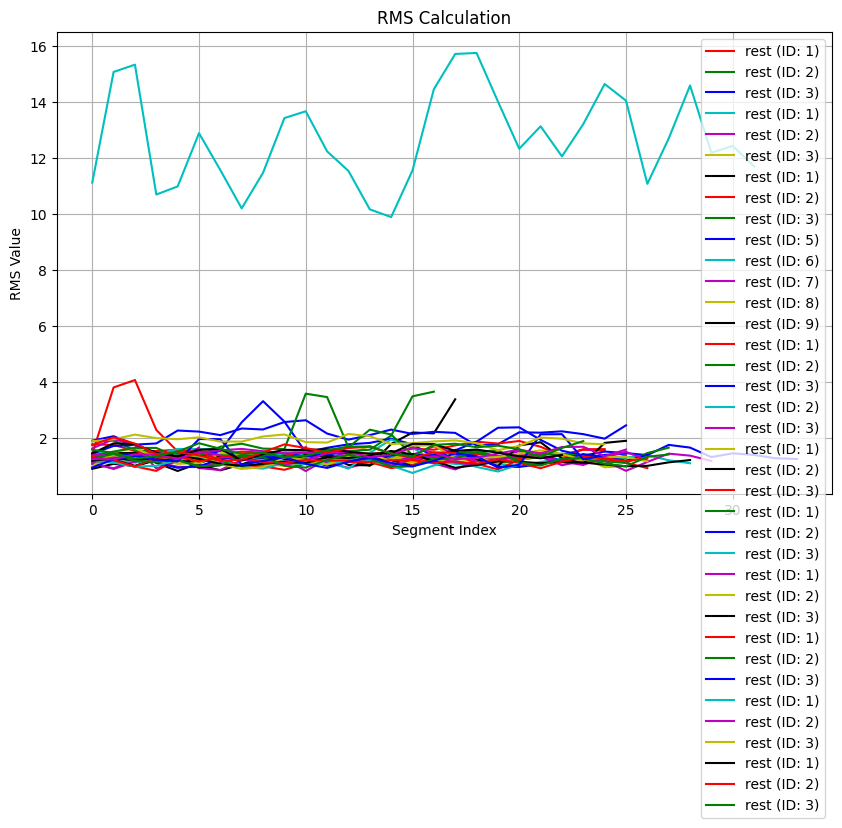 RMS Calculation
16
14
12
10
8
6
4
2
RMS Value
0
5
10
15
20
25
30
Segment Index
rest (ID: 1)
rest (ID: 2)
rest (ID: 3)
rest (ID: 1)
rest (ID: 2)
rest (ID: 3)
rest (ID: 1)
rest (ID: 2)
rest (ID: 3)
rest (ID: 5)
rest (ID: 6)
rest (ID: 7)
rest (ID: 8)
rest (ID: 9)
rest (ID: 1)
rest (ID: 2)
rest (ID: 3)
rest (ID: 2)
rest (ID: 3)
rest (ID: 1)
rest (ID: 2)
rest (ID: 3)
rest (ID: 1)
rest (ID: 2)
rest (ID: 3)
rest (ID: 1)
rest (ID: 2)
rest (ID: 3)
rest (ID: 1)
rest (ID: 2)
rest (ID: 3)
rest (ID: 1)
rest (ID: 2)
rest (ID: 3)
rest (ID: 1)
rest (ID: 2)
rest (ID: 3)